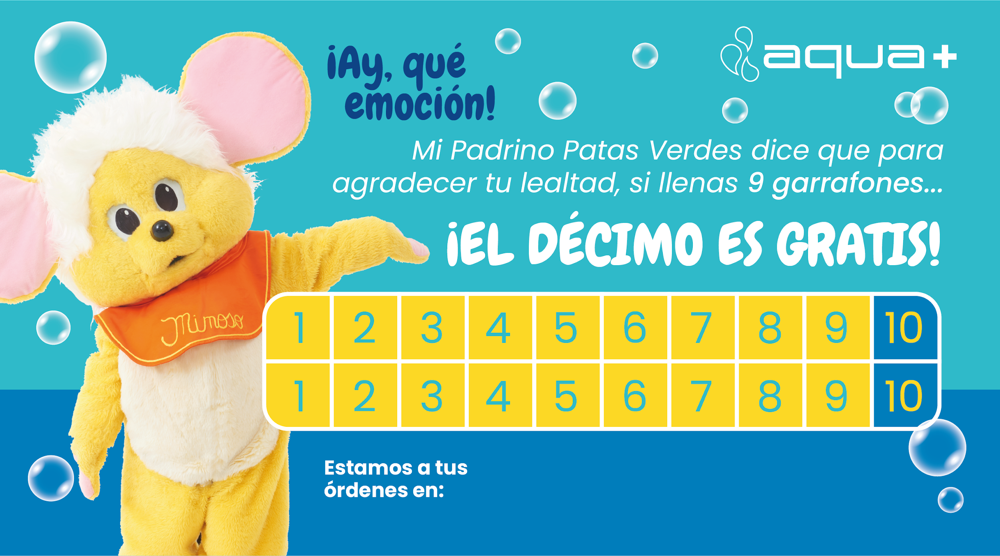 ¡Ay, qué
emoción!
aqua+
Mi Padrino Patas Verdes dice que para
agradecer tu lealtad, si llenas 9 garrafones...
¡EL DÉCIMO ES GRATIS!
Mimoso
1 2 3 4 5 6 7 8 9 10
1 2 3 4 5 6 7 8 9 10
Estamos a tus
órdenes en: